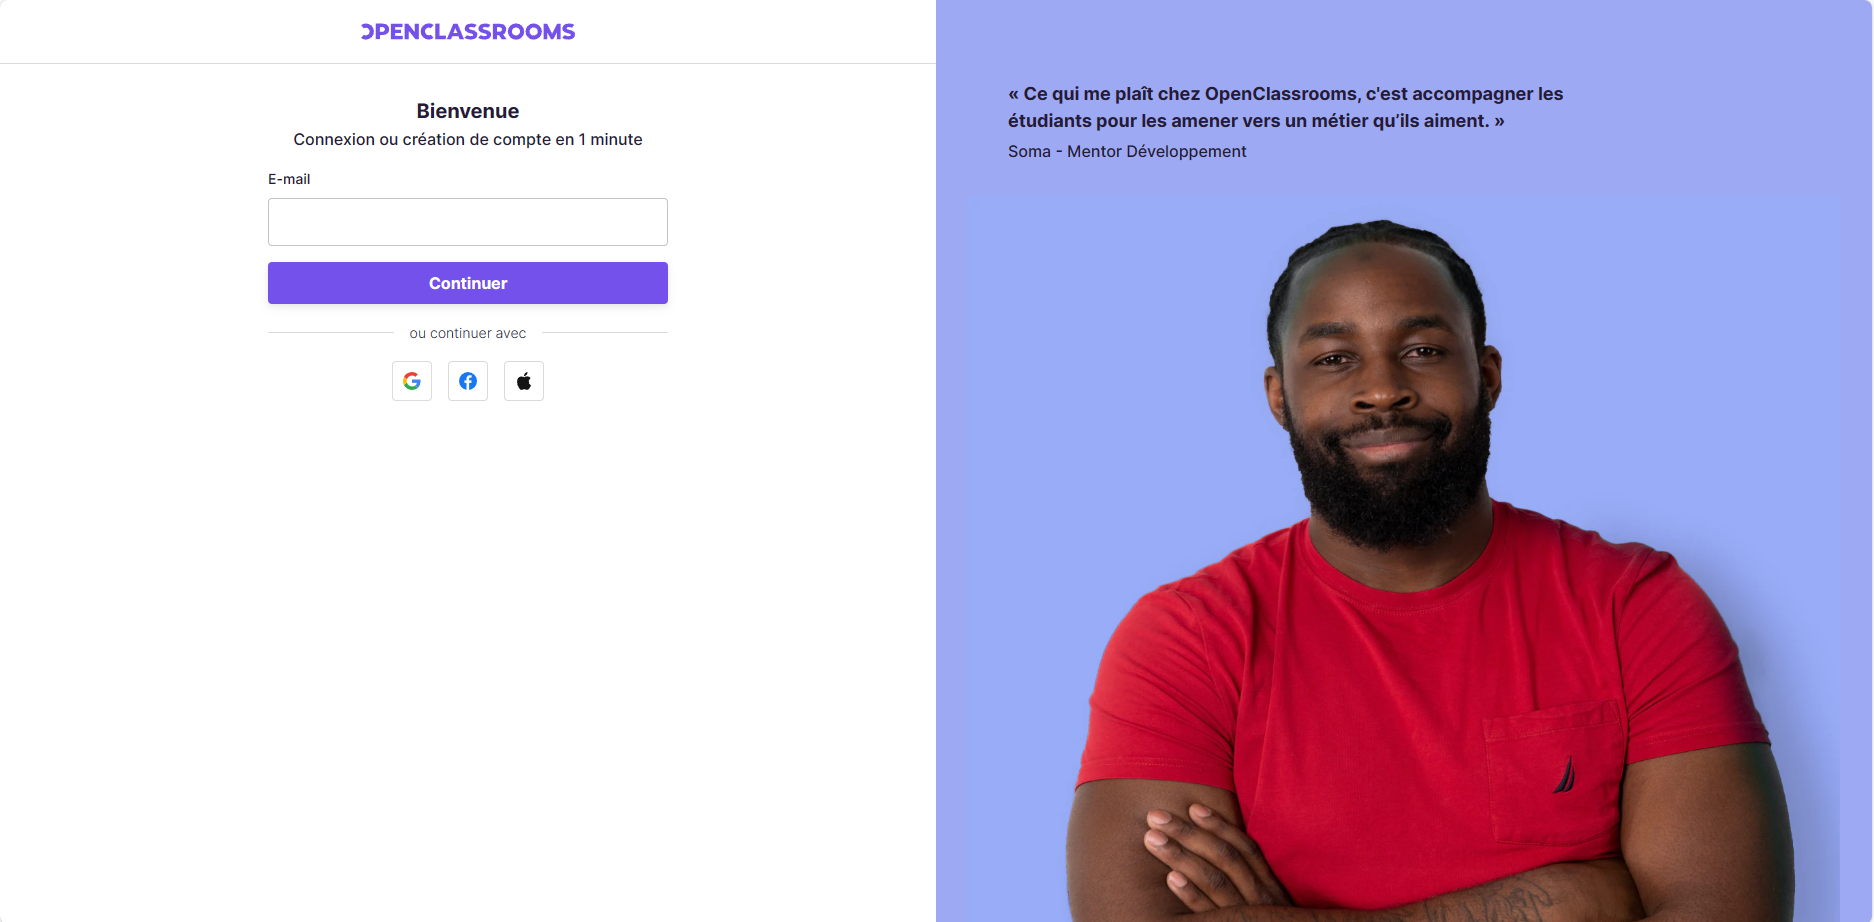 OPENCLASSROOMS
Bienvenue
Connexion ou création de compte en 1 minute
E-mail
Continuer
ou continuer avec
« Ce qui me plaît chez OpenClassrooms, c'est accompagner les
étudiants pour les amener vers un métier qu’ils aiment. »
Soma - Mentor Développement